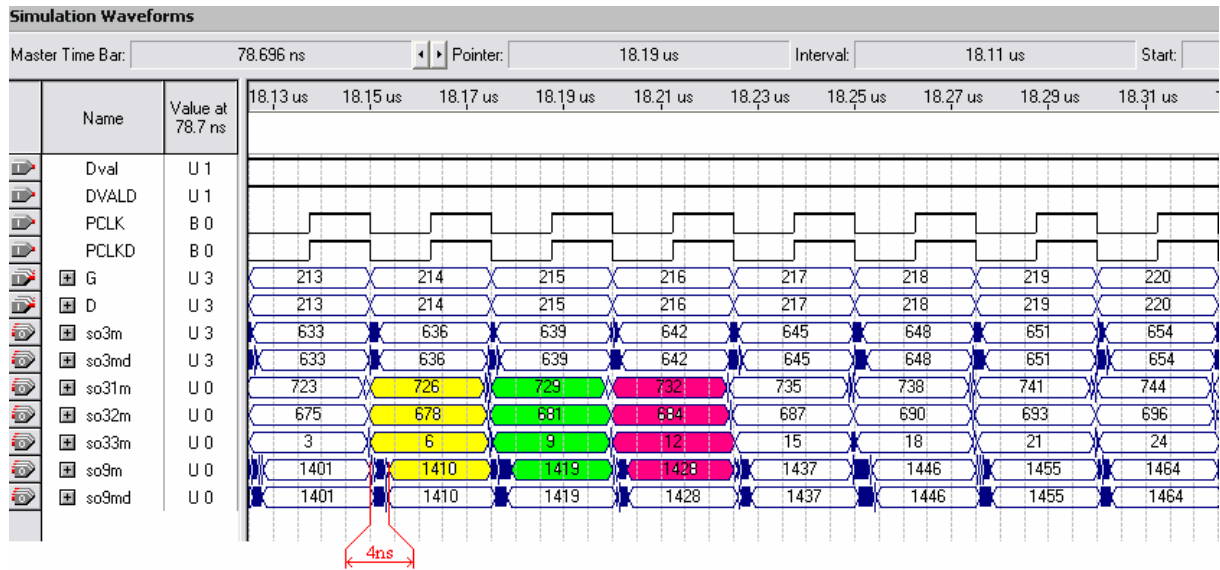 Simulation Waveforms
Master Time Bar: 78.696 ns Pointer: 18.19 us Interval: 18.11 us Start:
Name Value at 78.7 ns 18.13 us 18.15 us 18.17 us 18.19 us 18.21 us 18.23 us 18.25 us 18.27 us 18.29 us 18.31 us
Dval U 1
DVALD U 1
PCLK B 0
PCLKD B 0
G U 3 213 214 215 216 217 218 219 220
D U 3 213 214 215 216 217 218 219 220
so3m U 3 633 636 639 642 645 648 651 654
so3md U 3 633 636 639 642 645 648 651 654
so31m U 0 723 726 729 732 735 738 741 744
so32m U 0 675 678 681 684 687 690 693 696
so33m U 0 3 6 9 12 15 18 21 24
so9m U 0 1401 1410 1419 1428 1437 1446 1455 1464
so9md U 0 1401 1410 1419 1428 1437 1446 1455 1464
4ns